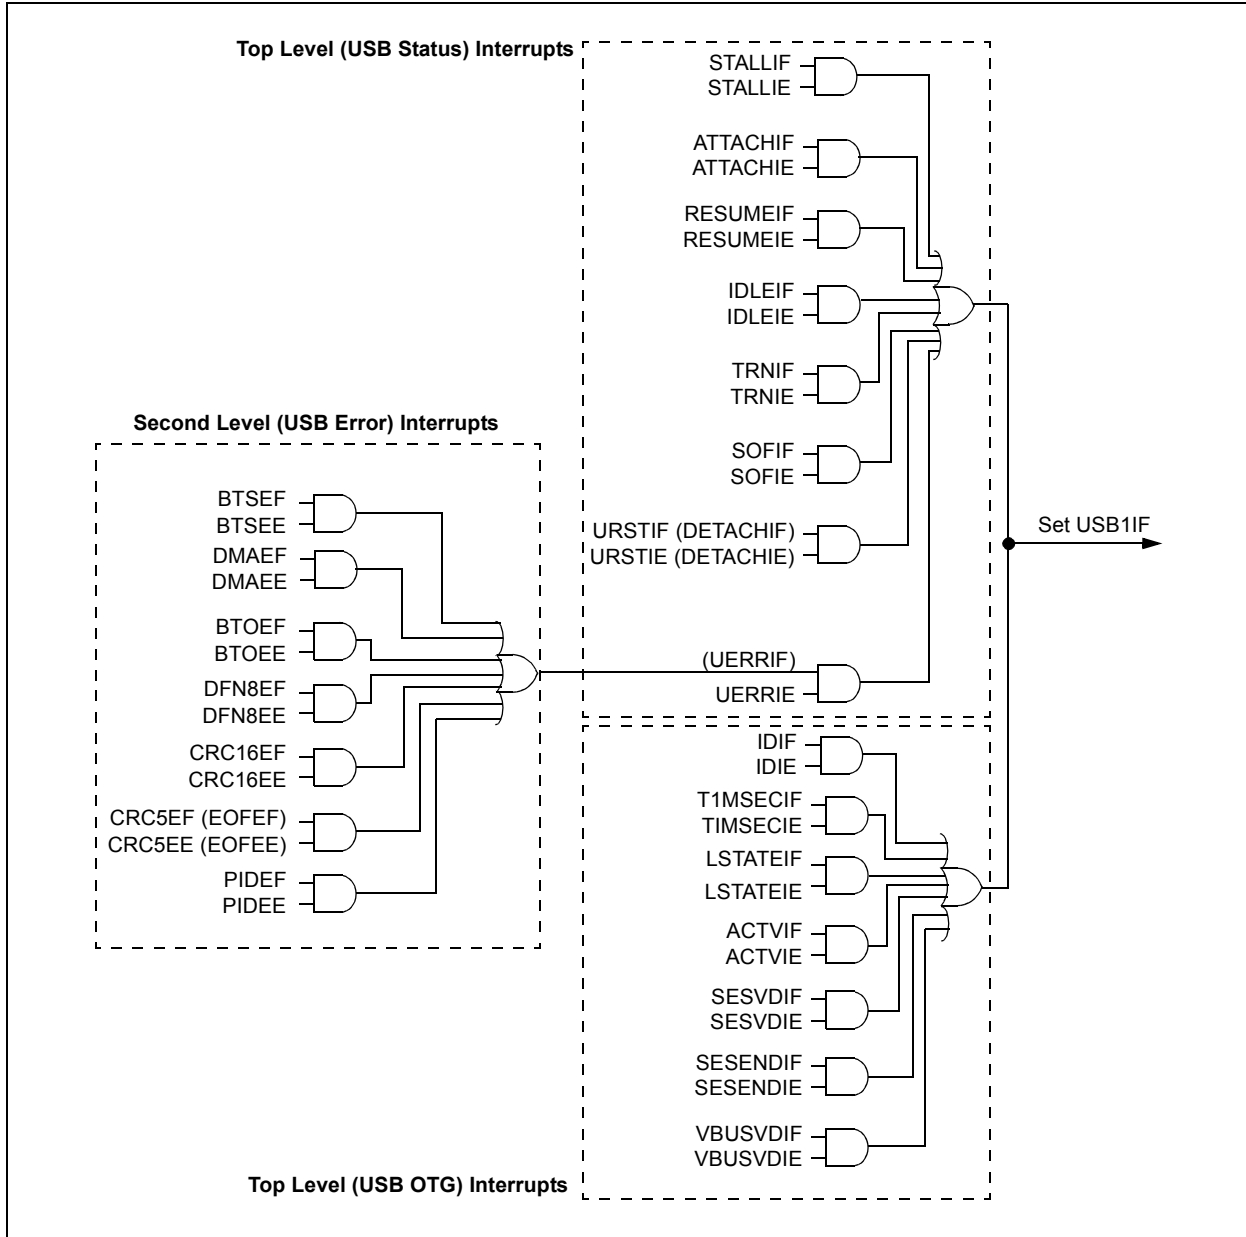 Top Level (USB Status) Interrupts
STALLIF
STALLIE
ATTACHIF
ATTACHIE
RESUMEIF
RESUMEIE
IDLEIF
IDLEIE
TRNIF
TRNIE
SOFIF
SOFIE
URSTIF (DETACHIF)
URSTIE (DETACHIE)
(UERRIF)
UERRIE
Second Level (USB Error) Interrupts
BTSEF
BTSEE
DMAEF
DMAEE
BTOEF
BTOEE
DFN8EF
DFN8EE
CRC16EF
CRC16EE
CRC5EF (EOFEF)
CRC5EE (EOFEE)
PIDEF
PIDEE
Set USB1IF
IDIF
IDIE
T1MSECIF
TIMSECIE
LSTATEIF
LSTATEIE
ACTVIF
ACTVIE
SESVDIF
SESVDIE
SESENDIF
SESENDIE
VBUSVDIF
VBUSVDIE
Top Level (USB OTG) Interrupts